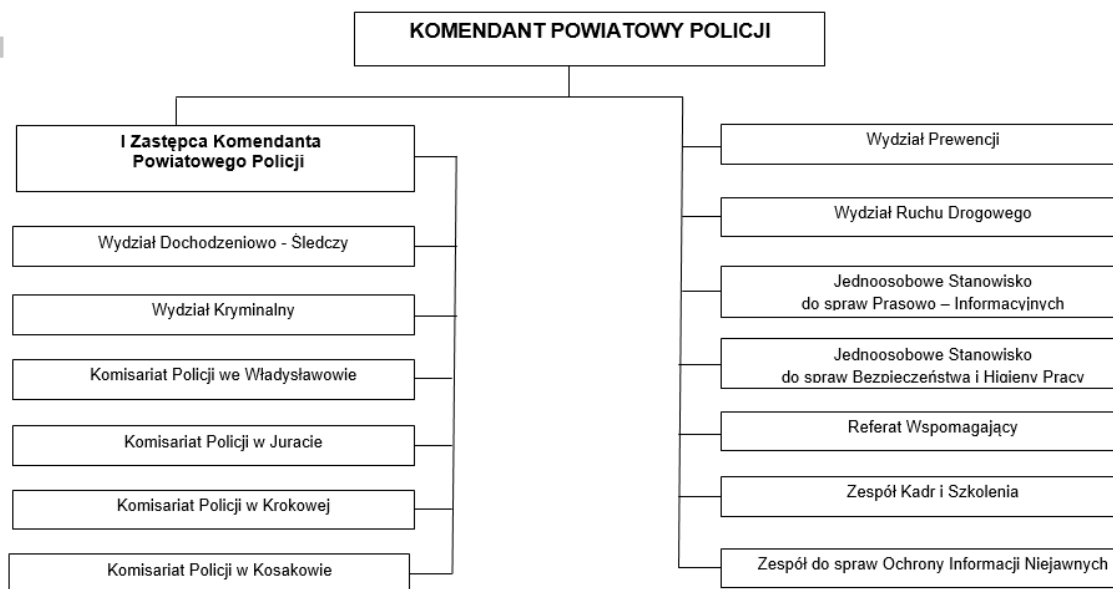 KOMENDANT POWIATOWY POLICJI
I Zastępca Komendanta
Powiatowego Policji
Wydział Dochodzeniowo - Śledczy
Wydział Kryminalny
Komisariat Policji we Władysławowie
Komisariat Policji w Juracie
Komisariat Policji w Krokowej
Komisariat Policji w Kosakowie
Wydział Prewencji
Wydział Ruchu Drogowego
Jednoosobowe Stanowisko
do spraw Prasowo – Informacyjnych
Jednoosobowe Stanowisko
do spraw Bezpieczeństwa i Higieny Pracy
Referat Wspomagający
Zespół Kadr i Szkolenia
Zespół do spraw Ochrony Informacji Niejawnych